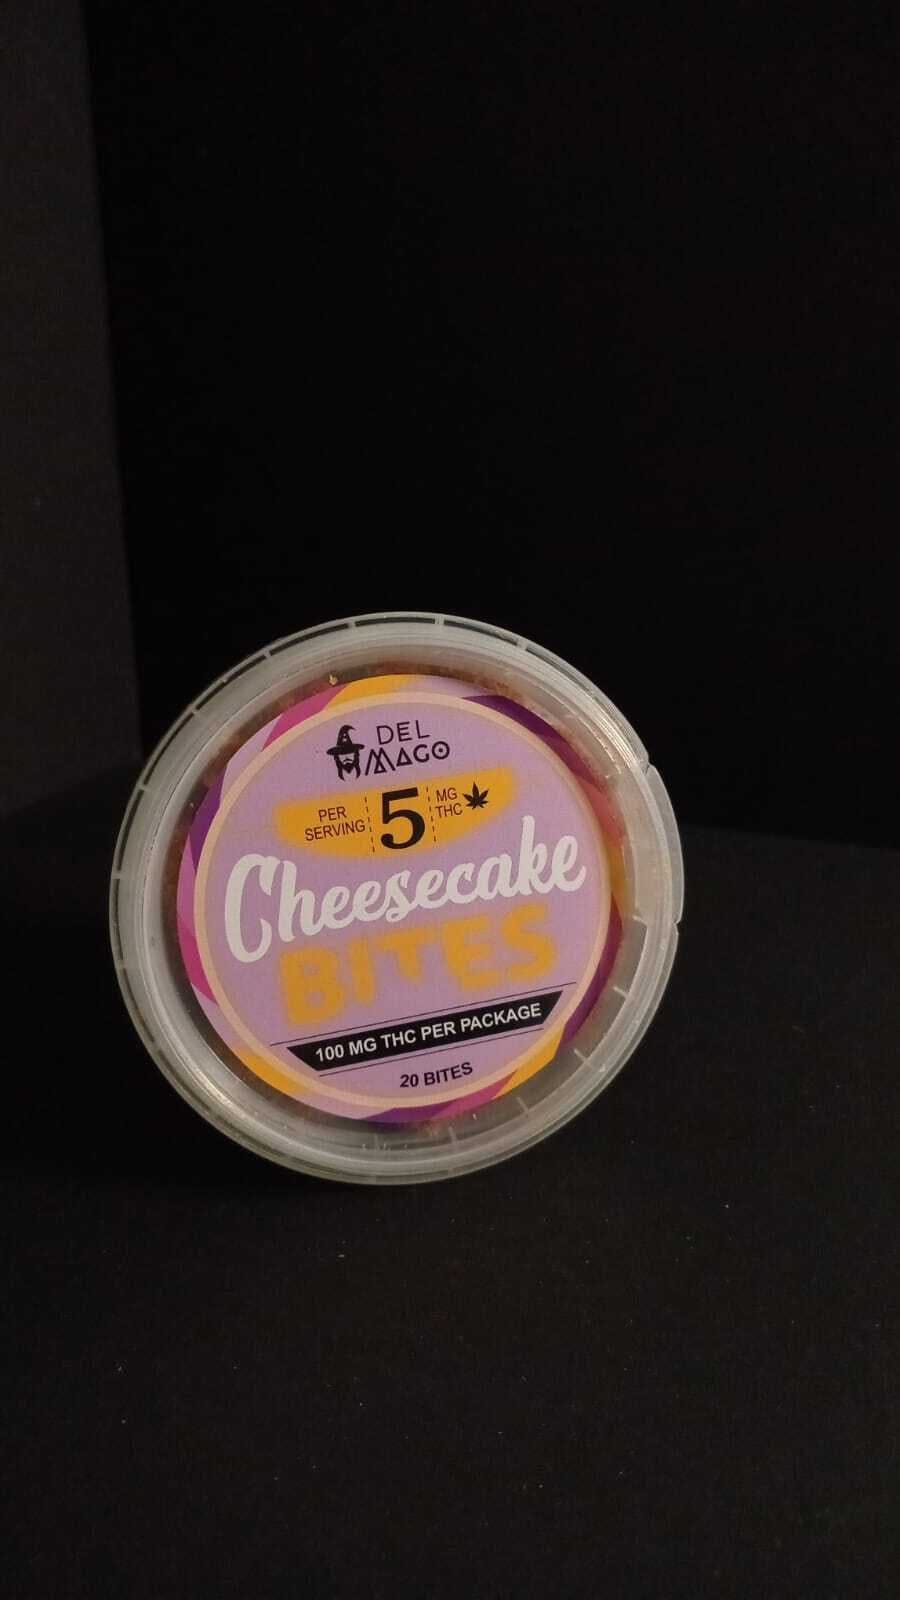 DEL
MAGO
PER
SERVING
5
MG
THC
Cheesecake
BITES
100 MG THC PER PACKAGE
20 BITES